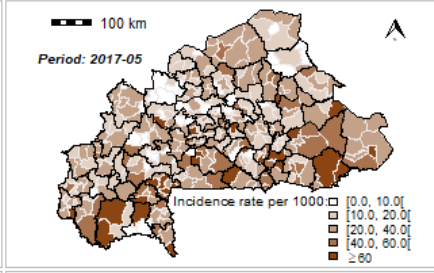 100 km
Period: 2017-05
Incidence rate per 1000:
[0.0, 10.0[
[10.0, 20.0[
[20.0, 40.0[
[40.0, 60.0[
≥60